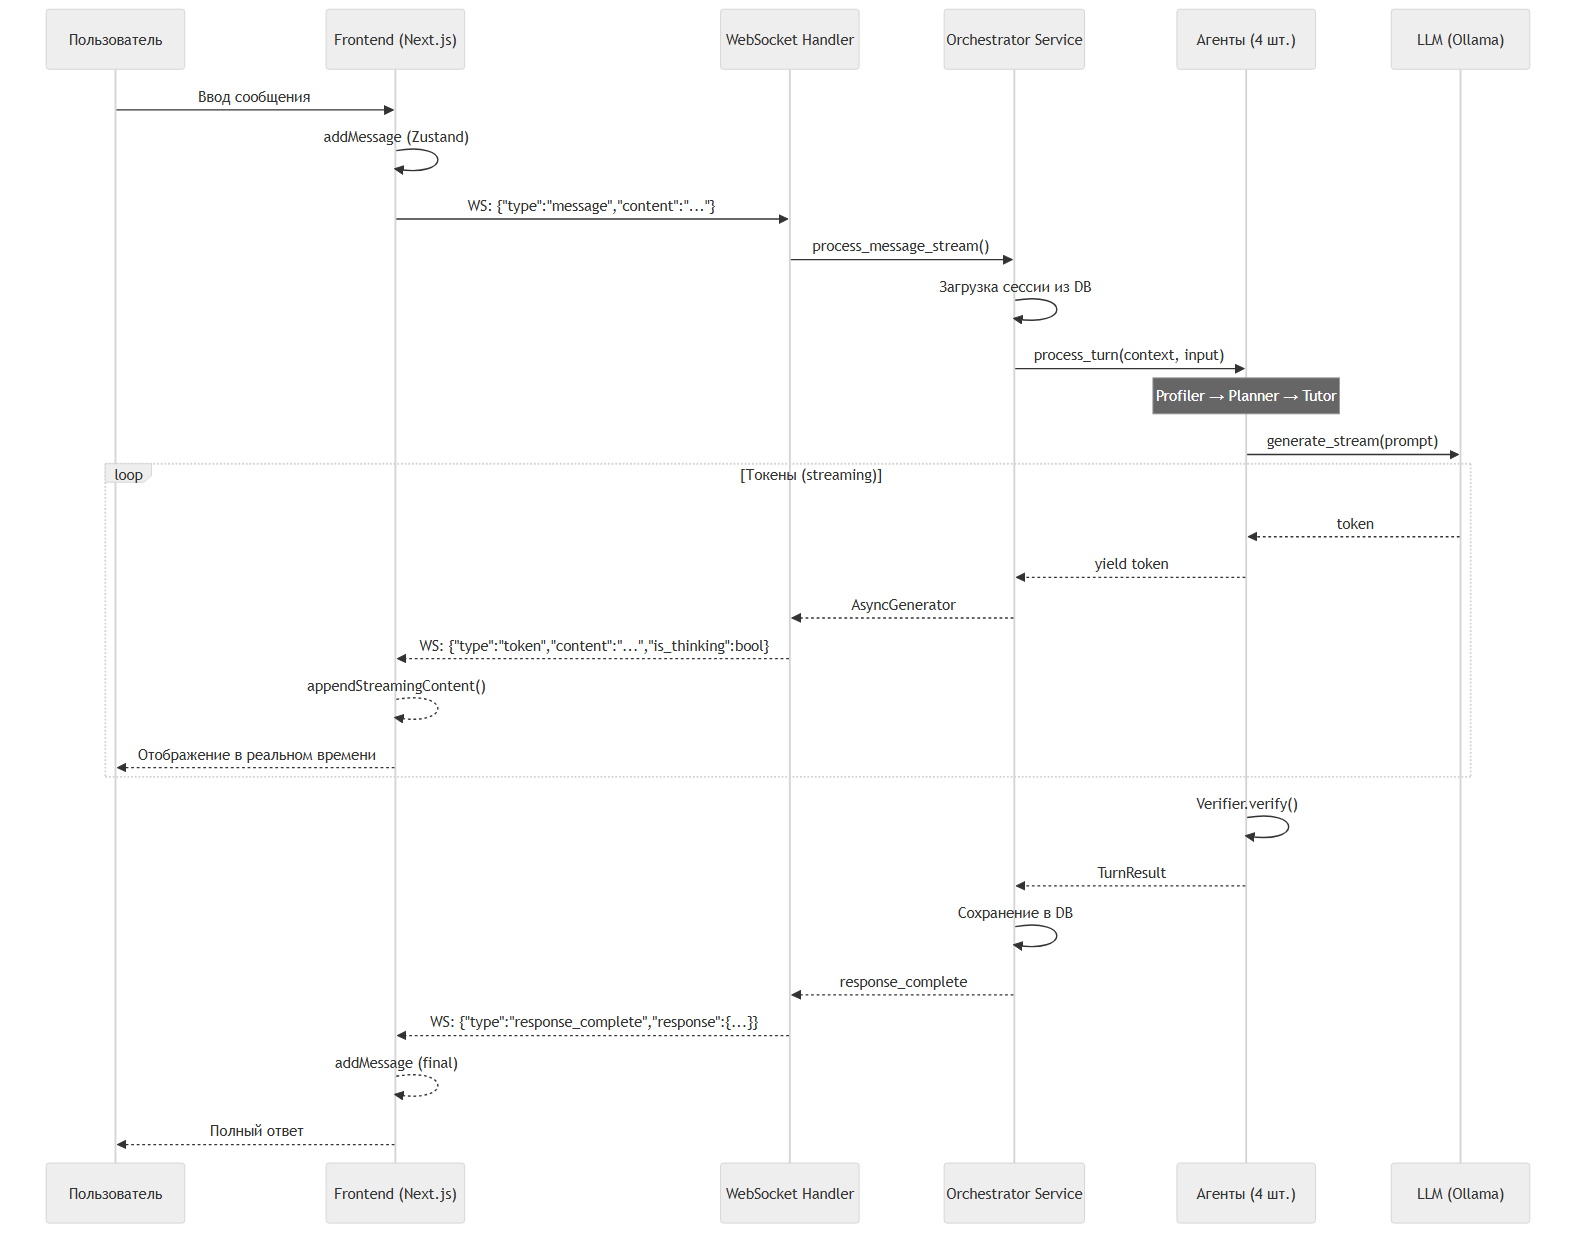 Пользователь
Frontend (Next.js)
WebSocket Handler
Orchestrator Service
Агенты (4 шт.)
LLM (Ollama)
Ввод сообщения
addMessage (Zustand)
WS: {"type":"message","content":"..."}
process_message_stream()
Загрузка сессии из DB
process_turn(context, input)
Profiler → Planner → Tutor
generate_stream(prompt)
loop
[Токены (streaming)]
token
yield token
AsyncGenerator
WS: {"type":"token","content":"...","is_thinking":bool}
appendStreamingContent()
Отображение в реальном времени
Verifier.verify()
TurnResult
Сохранение в DB
response_complete
WS: {"type":"response_complete","response":{...}}
addMessage (final)
Полный ответ
Пользователь
Frontend (Next.js)
WebSocket Handler
Orchestrator Service
Агенты (4 шт.)
LLM (Ollama)